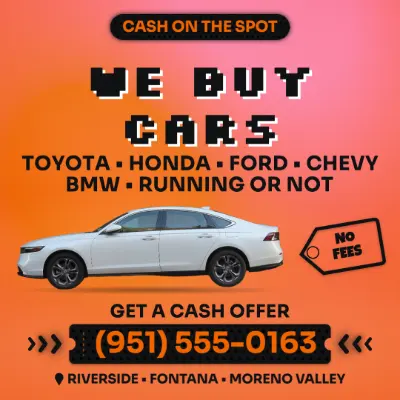 CASH ON THE SPOT
WE BUY
CARS
TOYOTA ▪ HONDA ▪ FORD ▪ CHEVY
BMW ▪ RUNNING OR NOT
NO
FEES
GET A CASH OFFER
(951) 555-0163
RIVERSIDE ▪ FONTANA ▪ MORENO VALLEY